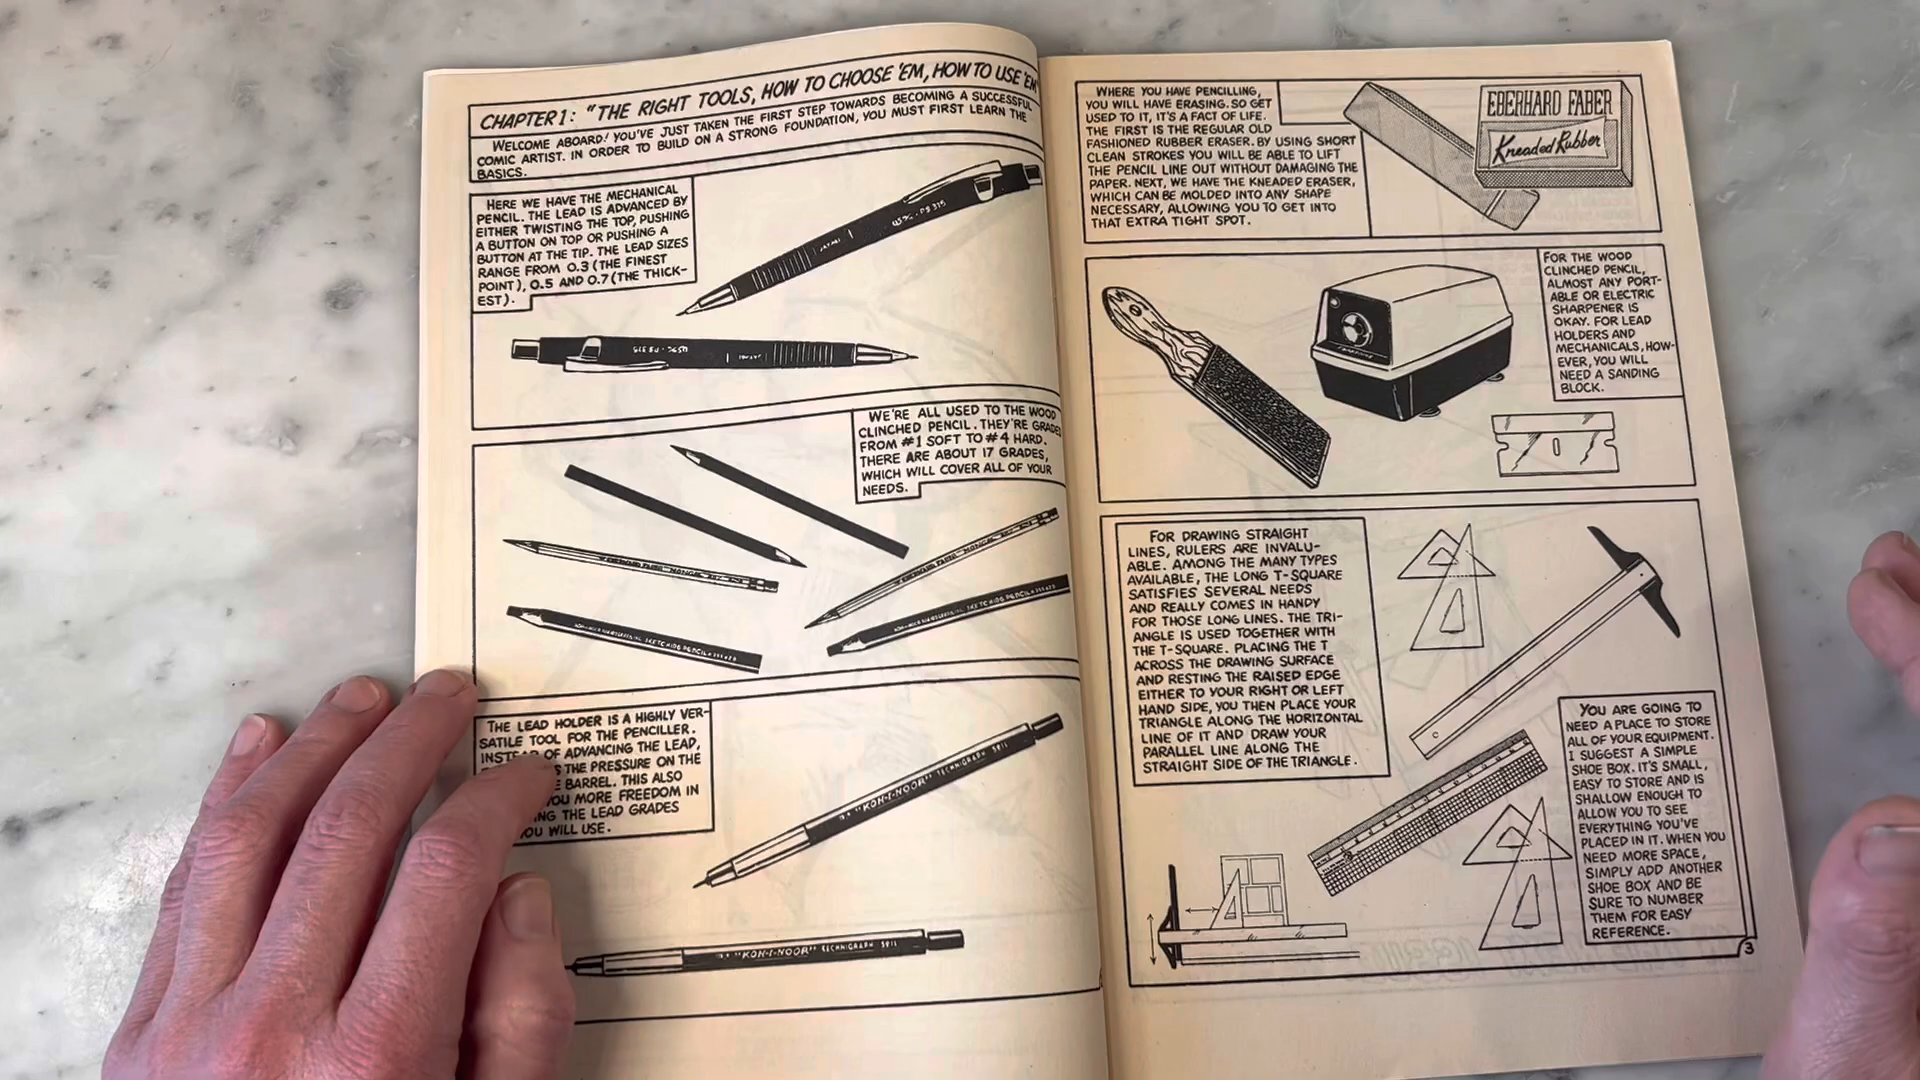 CHAPTER 1: "THE RIGHT TOOLS, HOW TO CHOOSE 'EM, HOW TO USE 'EM"
WELCOME ABOARD! YOU'VE JUST TAKEN THE FIRST STEP TOWARDS BECOMING A SUCCESSFUL
COMIC ARTIST. IN ORDER TO BUILD ON A STRONG FOUNDATION, YOU MUST FIRST LEARN THE
BASICS.
HERE WE HAVE THE MECHANICAL
PENCIL. THE LEAD IS ADVANCED BY
EITHER TWISTING THE TOP, PUSHING
A BUTTON ON TOP OR PUSHING A
BUTTON AT THE TIP. THE LEAD SIZES
RANGE FROM 0.3 (THE FINEST
POINT), 0.5 AND 0.7 (THE THICK-
EST).
WE'RE ALL USED TO THE WOOD
CLINCHED PENCIL. THEY'RE GRADED
FROM #1 SOFT TO #4 HARD.
THERE ARE ABOUT 17 GRADES,
WHICH WILL COVER ALL OF YOUR
NEEDS.
THE LEAD HOLDER IS A HIGHLY VER-
SATILE TOOL FOR THE PENCILLER.
INSTEAD OF ADVANCING THE LEAD,
THE PRESSURE ON THE
BARREL. THIS ALSO
YOU MORE FREEDOM IN
THE LEAD GRADES
YOU WILL USE.
"KOH-I-NOOR" TECHNIGRAPH 5611
"KOH-I-NOOR" TECHNIGRAPH 5611
WHERE YOU HAVE PENCILLING,
YOU WILL HAVE ERASING. SO GET
USED TO IT, IT'S A FACT OF LIFE.
THE FIRST IS THE REGULAR OLD
FASHIONED RUBBER ERASER. BY USING SHORT
CLEAN STROKES YOU WILL BE ABLE TO LIFT
THE PENCIL LINE OUT WITHOUT DAMAGING THE
PAPER. NEXT, WE HAVE THE KNEADED ERASER,
WHICH CAN BE MOLDED INTO ANY SHAPE
NECESSARY, ALLOWING YOU TO GET INTO
THAT EXTRA TIGHT SPOT.
EBERHARD FABER
Kneaded Rubber
FOR THE WOOD
CLINCHED PENCIL,
ALMOST ANY PORT-
ABLE OR ELECTRIC
SHARPENER IS
OKAY. FOR LEAD
HOLDERS AND
MECHANICALS, HOW-
EVER, YOU WILL
NEED A SANDING
BLOCK.
FOR DRAWING STRAIGHT
LINES, RULERS ARE INVALU-
ABLE. AMONG THE MANY TYPES
AVAILABLE, THE LONG T-SQUARE
SATISFIES SEVERAL NEEDS
AND REALLY COMES IN HANDY
FOR THOSE LONG LINES. THE TRI-
ANGLE IS USED TOGETHER WITH
THE T-SQUARE. PLACING THE T
ACROSS THE DRAWING SURFACE
AND RESTING THE RAISED EDGE
EITHER TO YOUR RIGHT OR LEFT
HAND SIDE, YOU THEN PLACE YOUR
TRIANGLE ALONG THE HORIZONTAL
LINE OF IT AND DRAW YOUR
PARALLEL LINE ALONG THE
STRAIGHT SIDE OF THE TRIANGLE.
YOU ARE GOING TO
NEED A PLACE TO STORE
ALL OF YOUR EQUIPMENT.
I SUGGEST A SIMPLE
SHOE BOX. IT'S SMALL,
EASY TO STORE AND IS
SHALLOW ENOUGH TO
ALLOW YOU TO SEE
EVERYTHING YOU'VE
PLACED IN IT. WHEN YOU
NEED MORE SPACE,
SIMPLY ADD ANOTHER
SHOE BOX AND BE
SURE TO NUMBER
THEM FOR EASY
REFERENCE.
3